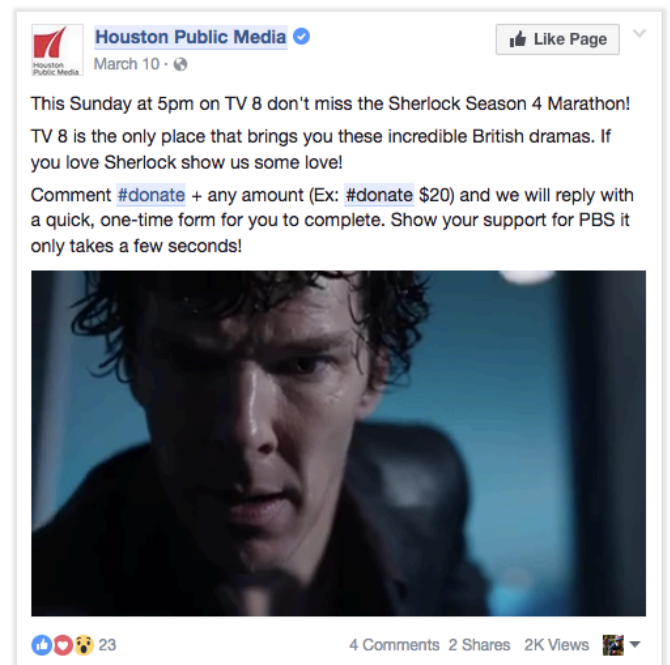 Houston Public Media
Like Page
Houston
Public Media
March 10
This Sunday at 5pm on TV 8 don't miss the Sherlock Season 4 Marathon!
TV 8 is the only place that brings you these incredible British dramas. If
you love Sherlock show us some love!
Comment #donate + any amount (Ex: #donate $20) and we will reply with
a quick, one-time form for you to complete. Show your support for PBS it
only takes a few seconds!
23
4 Comments 2 Shares 2K Views